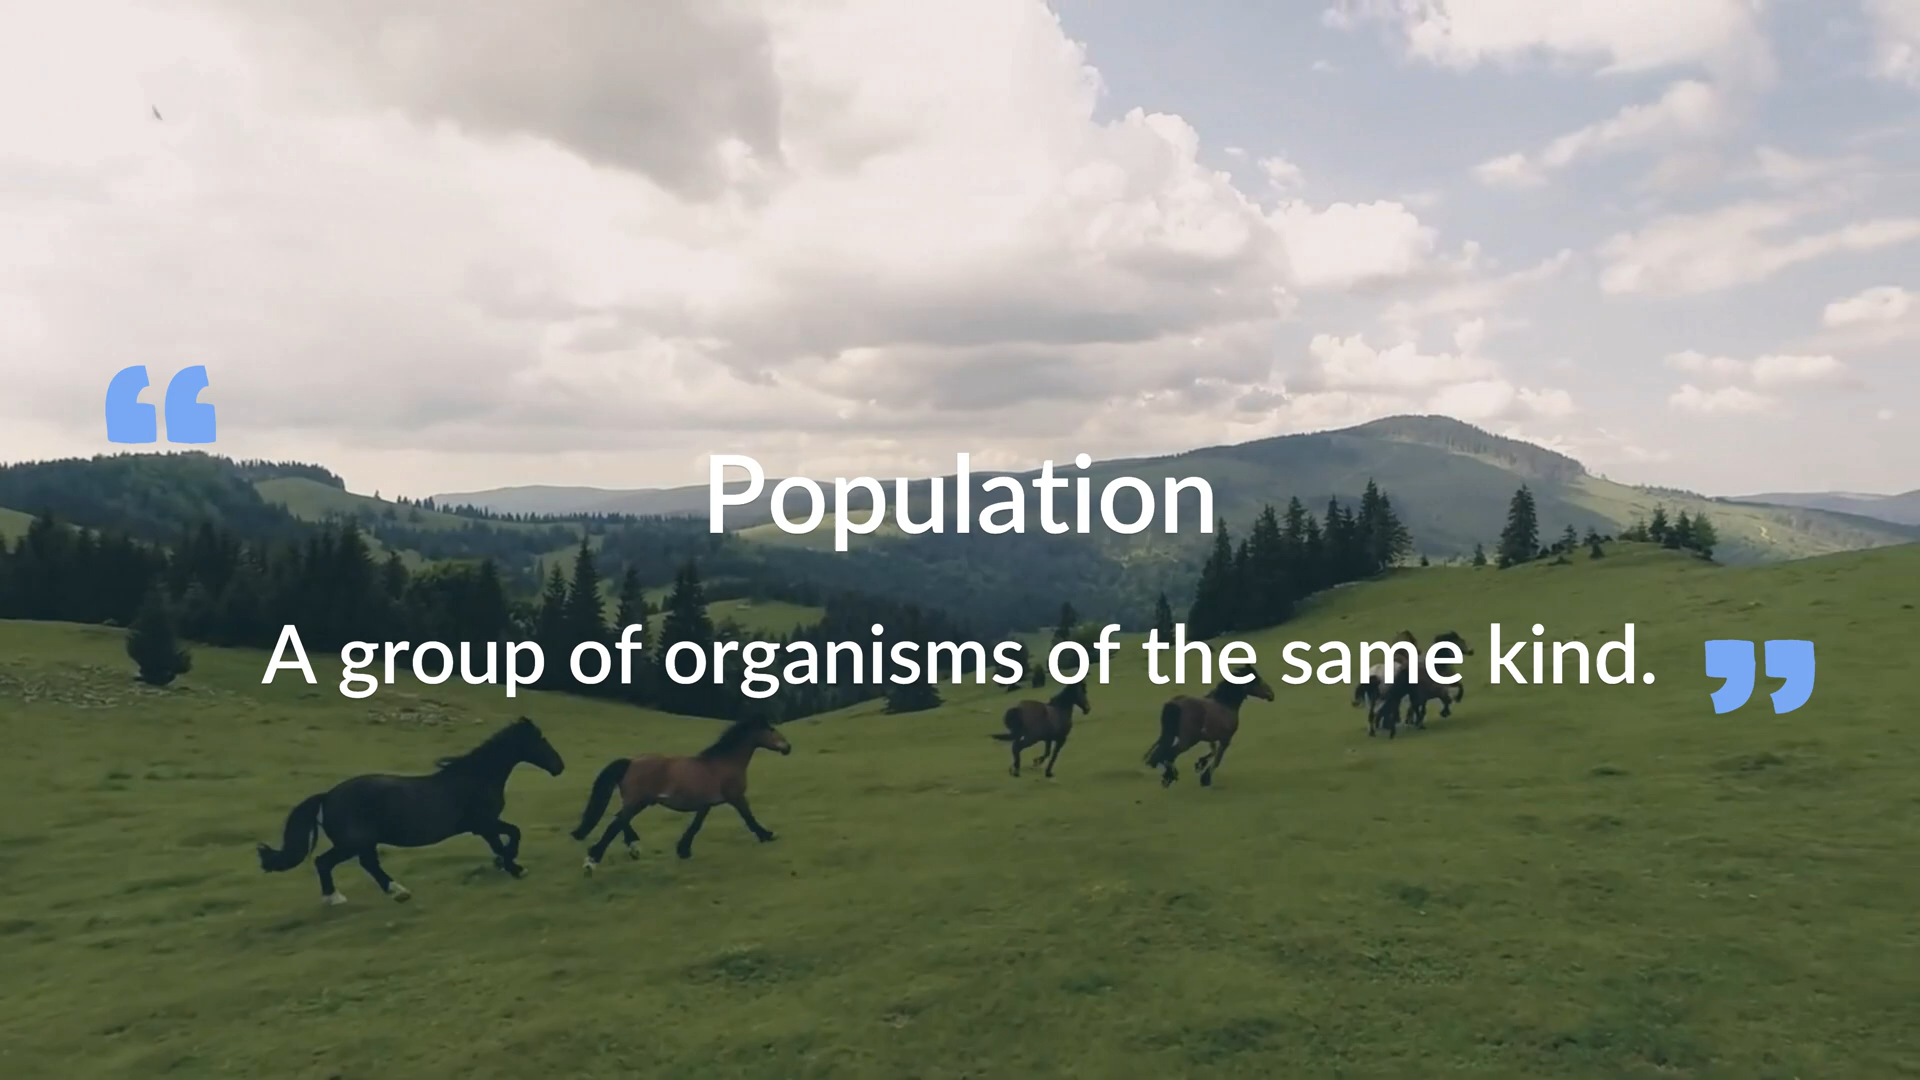 “
Population
A group of organisms of the same kind. ”